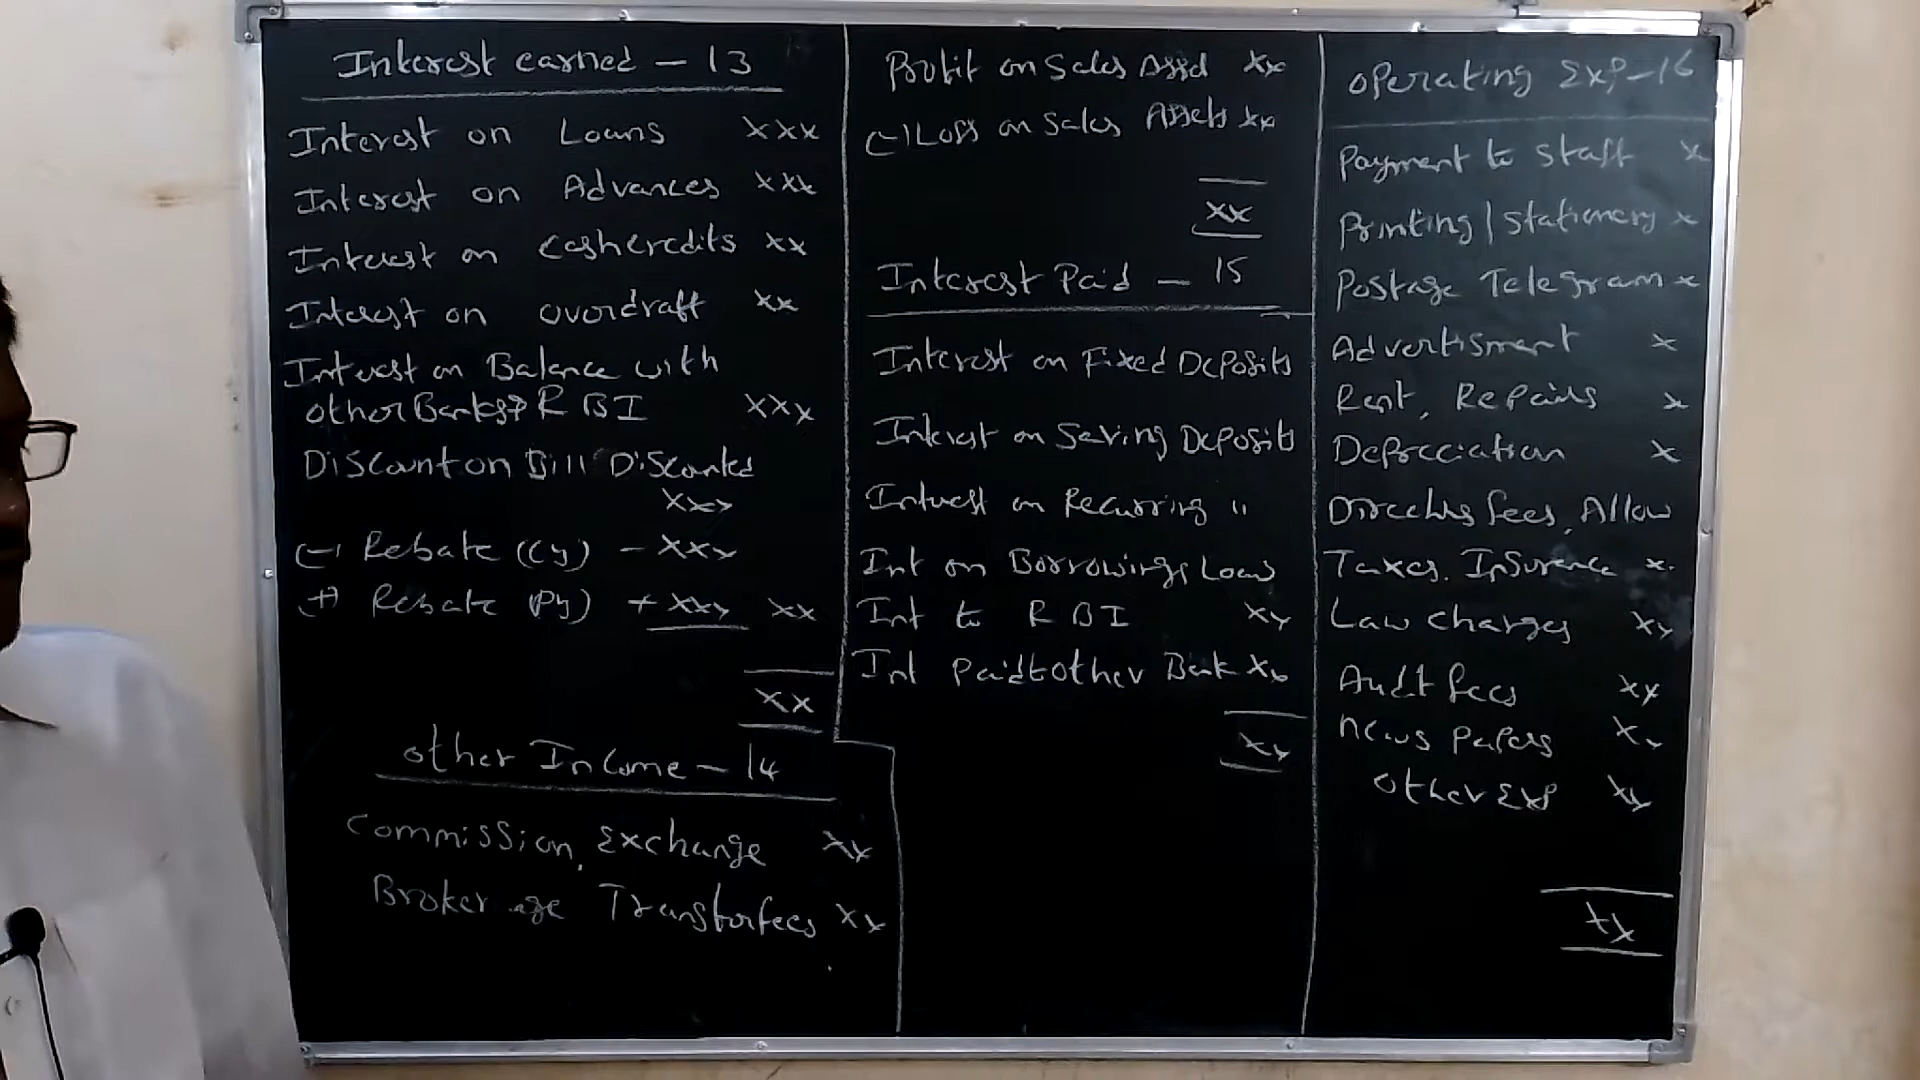 Interest earned - 13
Interest on Loans xxx
Interest on Advances xxx
Interest on cashcredits xx
Interest on overdraft xx
Interest on Balance with
other Banks & RBI xxx
Discount on Bill Discounted
xxx
(-) Rebate (Cy) - xxx
(+) Rebate (Py) + xxx xx
xx
other Income - 14
Commission, Exchange xx
Brokerage Transfer fees xx
Profit on Sales Assed xx
(-) Loss on Sales Assets xx
xx
Interest Paid - 15
Interest on Fixed Deposits
Interest on Saving Deposits
Interest on Recurring "
Int on Borrowings Loans
Int to RBI xx
Int Paid to other Bank xx
xx
operating Exp - 16
Payment to staff x
Printing | Stationery x
Postage Telegram x
Advertisment x
Rent, Repairs x
Depreciation x
Directors fees, Allow
Taxes. Insurance x.
Law charges xx
Audit fees xx
News papers xx
other Exp xx
xx